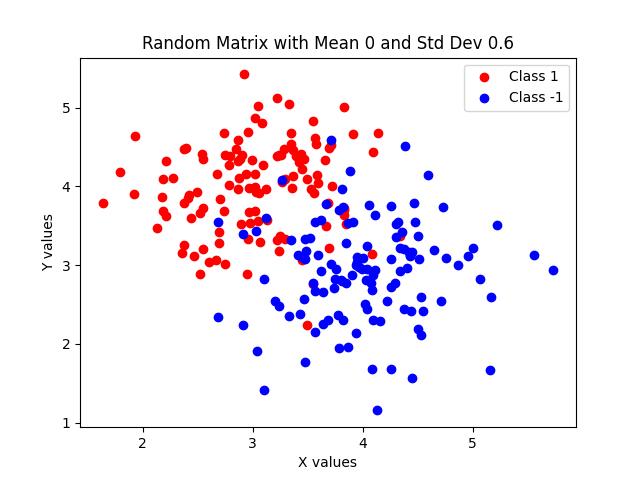 Random Matrix with Mean 0 and Std Dev 0.6
Class 1
Class -1
5
4
3
2
1
Y values
2
3
4
5
X values